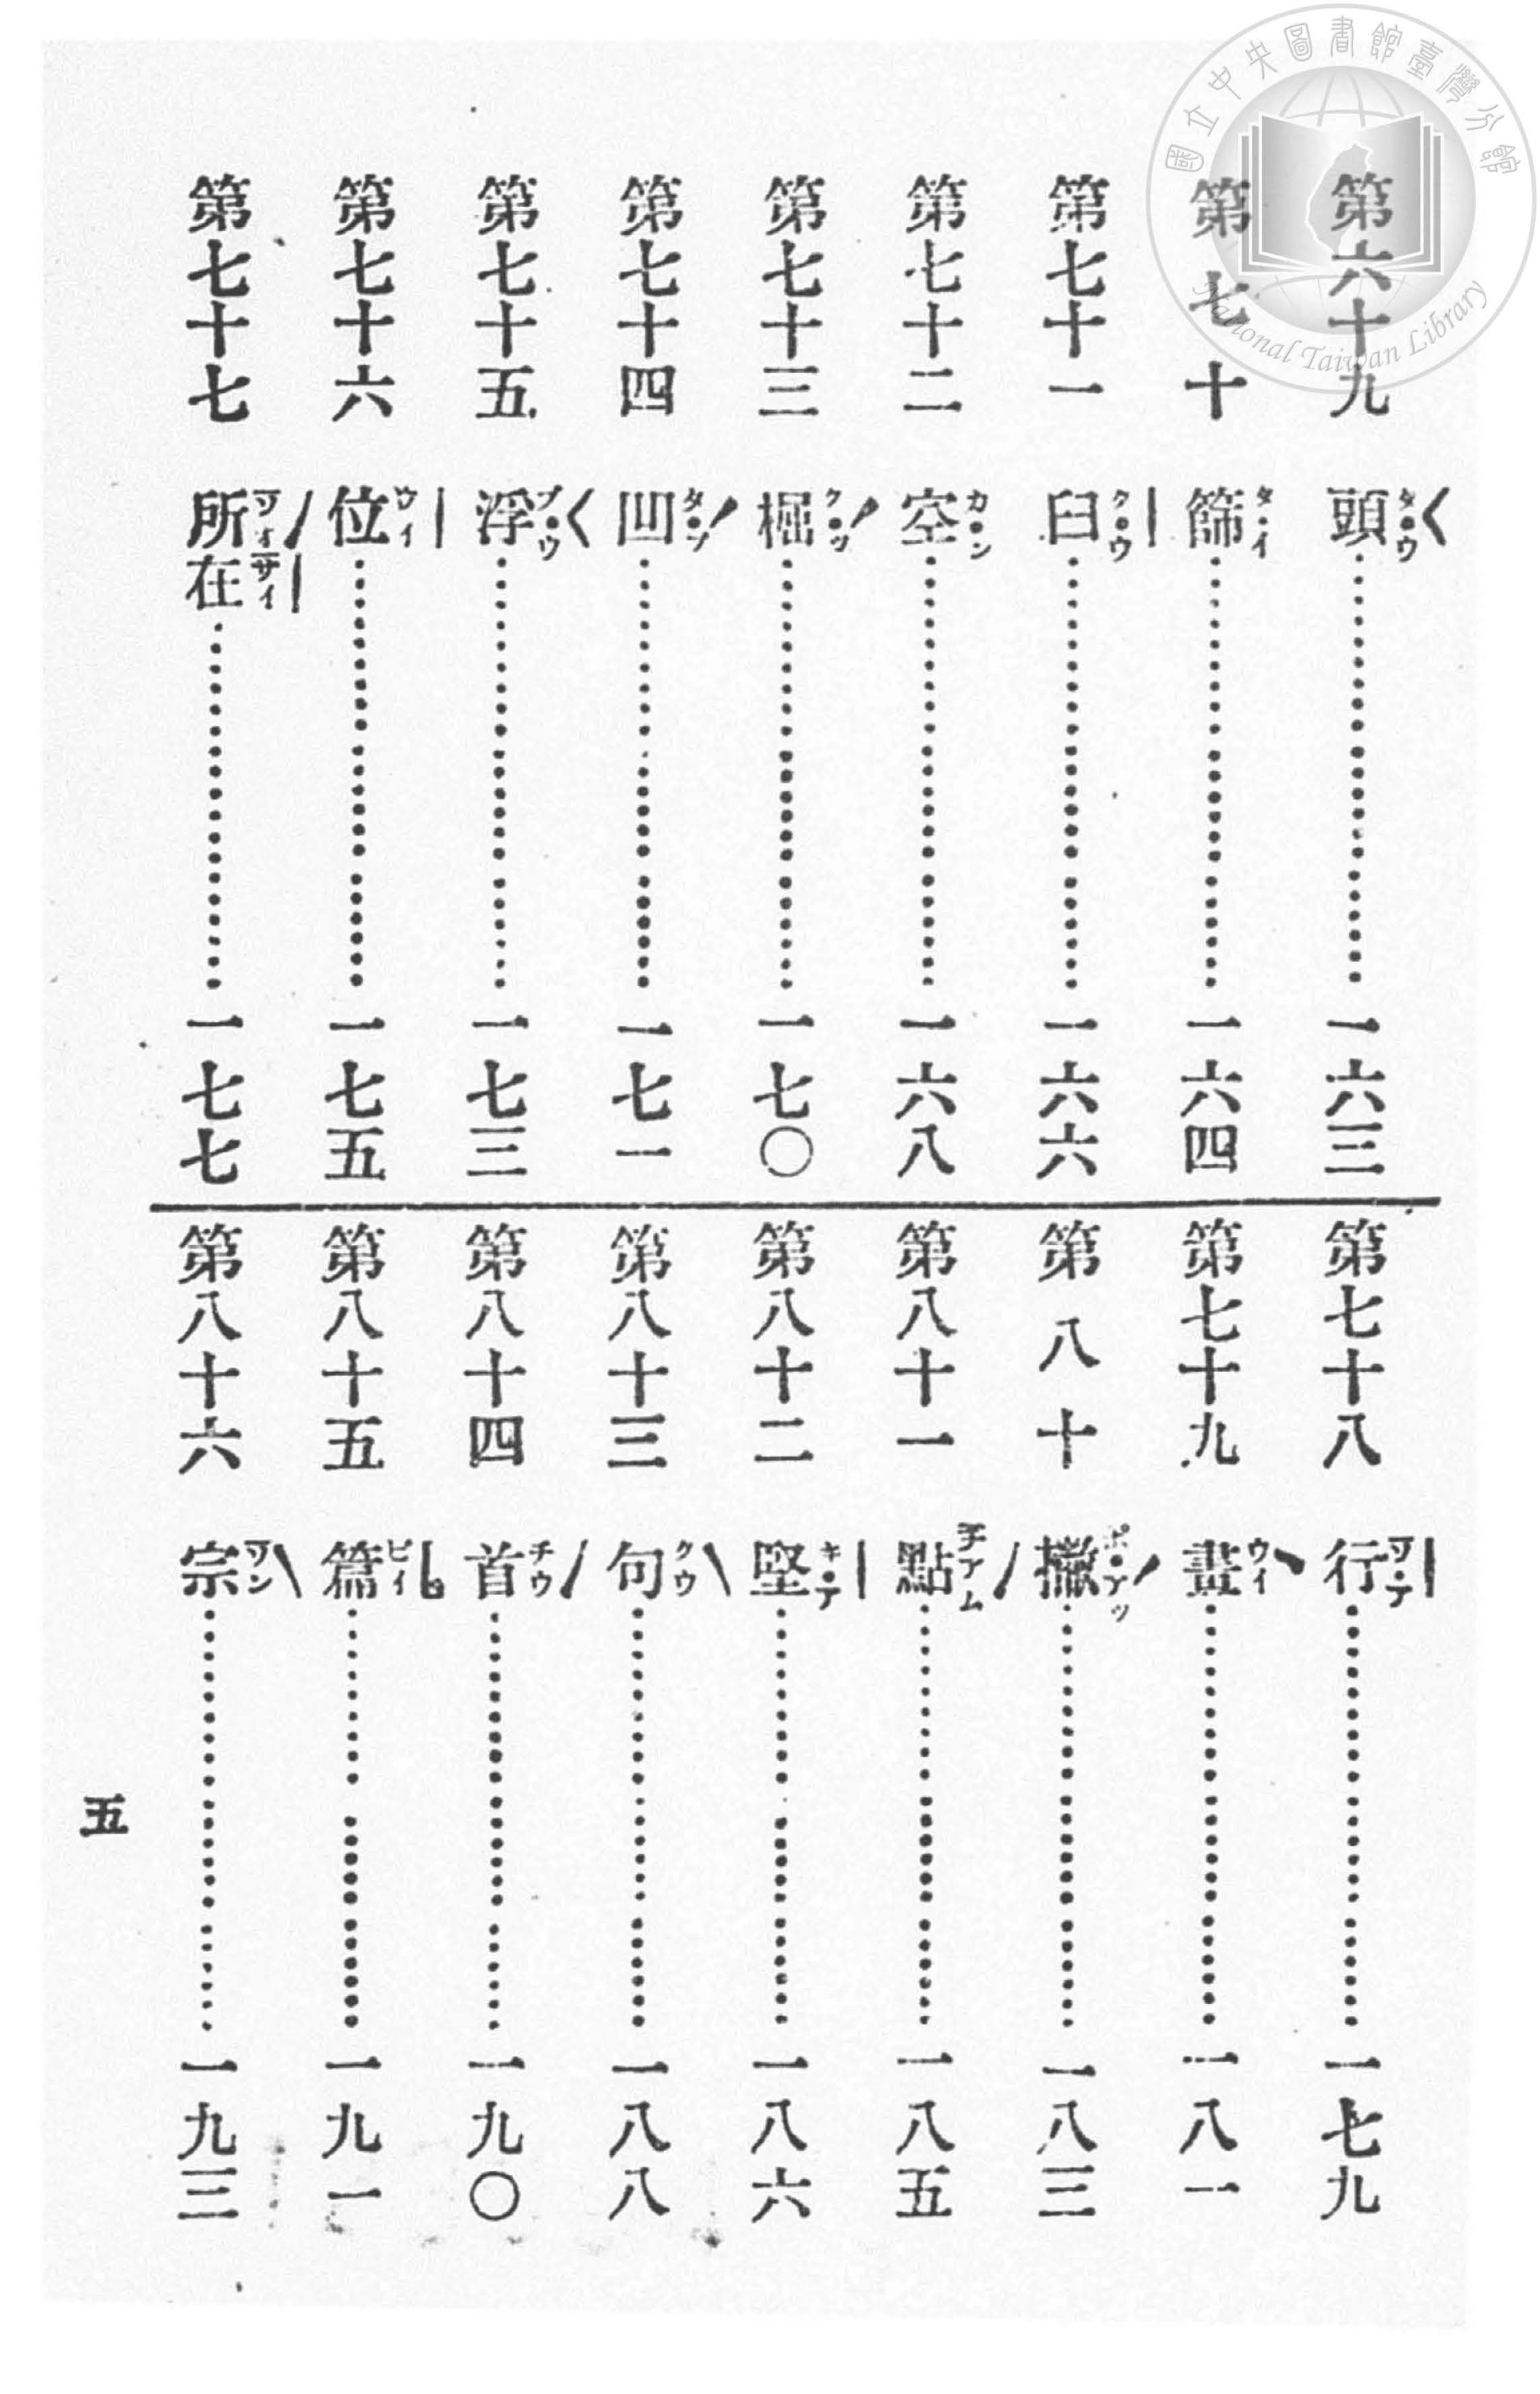 國立中央圖書館臺灣分館
National Taiwan Library
第六十九 頭……………一六三
第七十 篩……………一六四
第七十一 臼……………一六六
第七十二 空……………一六八
第七十三 堀……………一七〇
第七十四 凹……………一七一
第七十五 浮……………一七三
第七十六 位……………一七五
第七十七 所在……………一七七
第七十八 行……………一七九
第七十九 畫……………一八一
第八十 撇……………一八三
第八十一 點……………一八五
第八十二 堅……………一八六
第八十三 句……………一八八
第八十四 首……………一九〇
第八十五 篇……………一九一
第八十六 宗……………一九三
五